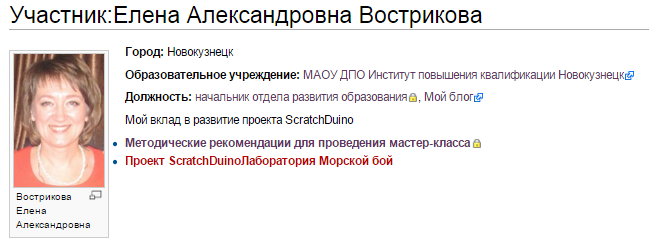 Участник:Елена Александровна Вострикова
Город: Новокузнецк
Образовательное учреждение: МАОУ ДПО Институт повышения квалификации Новокузнецк
Должность: начальник отдела развития образования, Мой блог
Мой вклад в развитие проекта ScratchDuino
Методические рекомендации для проведения мастер-класса
Проект ScratchDuinoЛаборатория Морской бой
Вострикова
Елена
Александровна